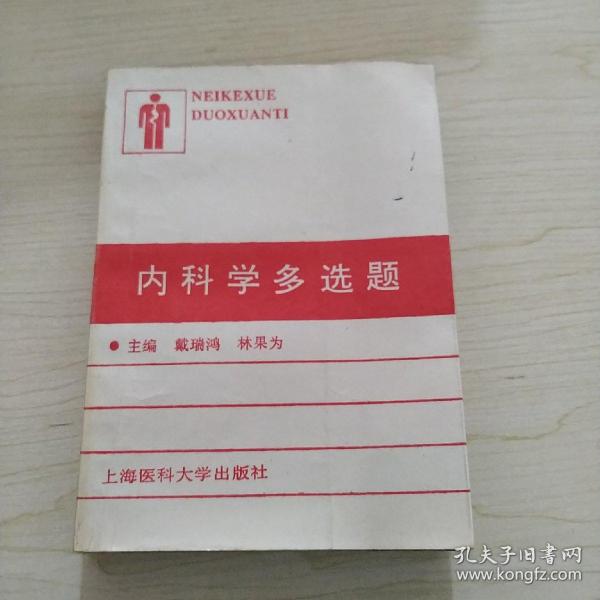 NEIKEXUE
DUOXUANTI
内科学多选题
● 主编 戴瑞鸿 林果为
上海医科大学出版社
孔夫子旧書网
www.kongfz.com